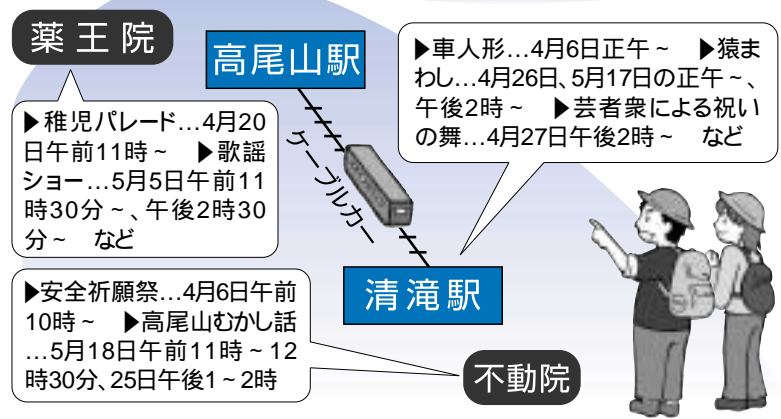 薬王院
▶稚児パレード…4月20
日午前11時~ ▶歌謡
ショー…5月5日午前11
時30分~、午後2時30
分~ など
高尾山駅
ケーブルカー
清滝駅
▶車人形…4月6日正午~ ▶猿ま
わし…4月26日、5月17日の正午~、
午後2時~ ▶芸者衆による祝い
の舞…4月27日午後2時~ など
▶安全祈願祭…4月6日午前
10時~ ▶高尾山むかし話
…5月18日午前11時~12
時30分、25日午後1~2時
不動院